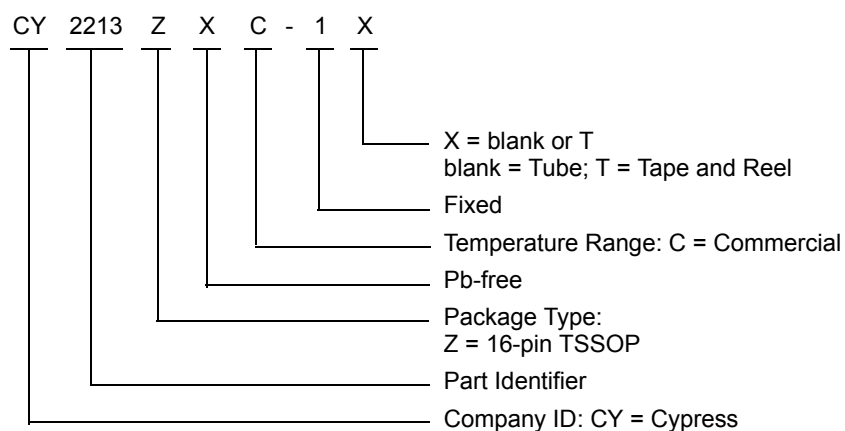 CY 2213 Z X C - 1 X
X = blank or T
blank = Tube; T = Tape and Reel
Fixed
Temperature Range: C = Commercial
Pb-free
Package Type:
Z = 16-pin TSSOP
Part Identifier
Company ID: CY = Cypress